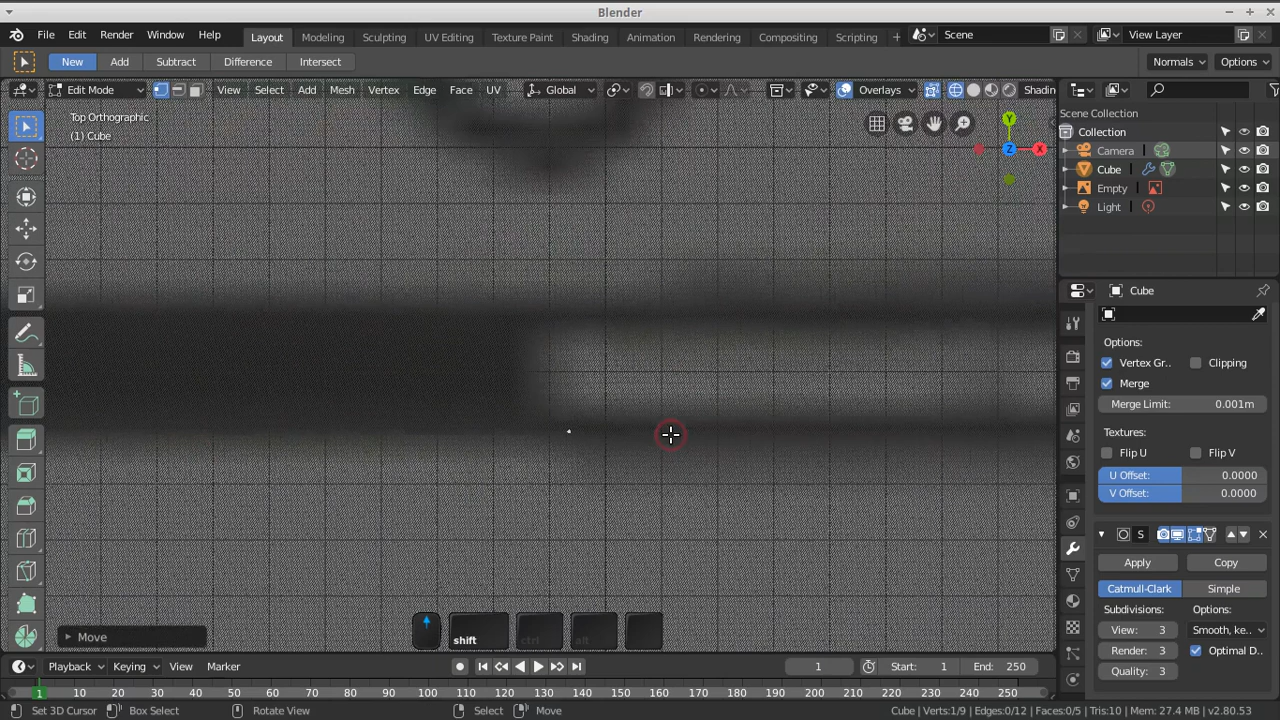 Blender
File Edit Render Window Help Layout Modeling Sculpting UV Editing Texture Paint Shading Animation Rendering Compositing Scripting + Scene View Layer
New Add Subtract Difference Intersect Normals Options
Edit Mode View Select Add Mesh Vertex Edge Face UV Global Overlays Shadin
Top Orthographic
(1) Cube
Y
Z X
Scene Collection
Collection
Camera
Cube
Empty
Light
Cube
Options:
Vertex Gr.. Clipping
Merge
Merge Limit: 0.001m
Textures:
Flip U Flip V
U Offset: 0.0000
V Offset: 0.0000
S
Apply Copy
Catmull-Clark Simple
Subdivisions: Options:
View: 3 Smooth, ke..
Render: 3 Optimal D..
Quality: 3
shift ctrl alt
Move
Playback Keying View Marker 1 Start: 1 End: 250
1 10 20 30 40 50 60 70 80 90 100 110 120 130 140 150 160 170 180 190 200 210 220 230 240 250
Set 3D Cursor Box Select Rotate View Select Move Cube | Verts:1/9 | Edges:0/12 | Faces:0/5 | Tris:10 | Mem: 27.4 MB | v2.80.53